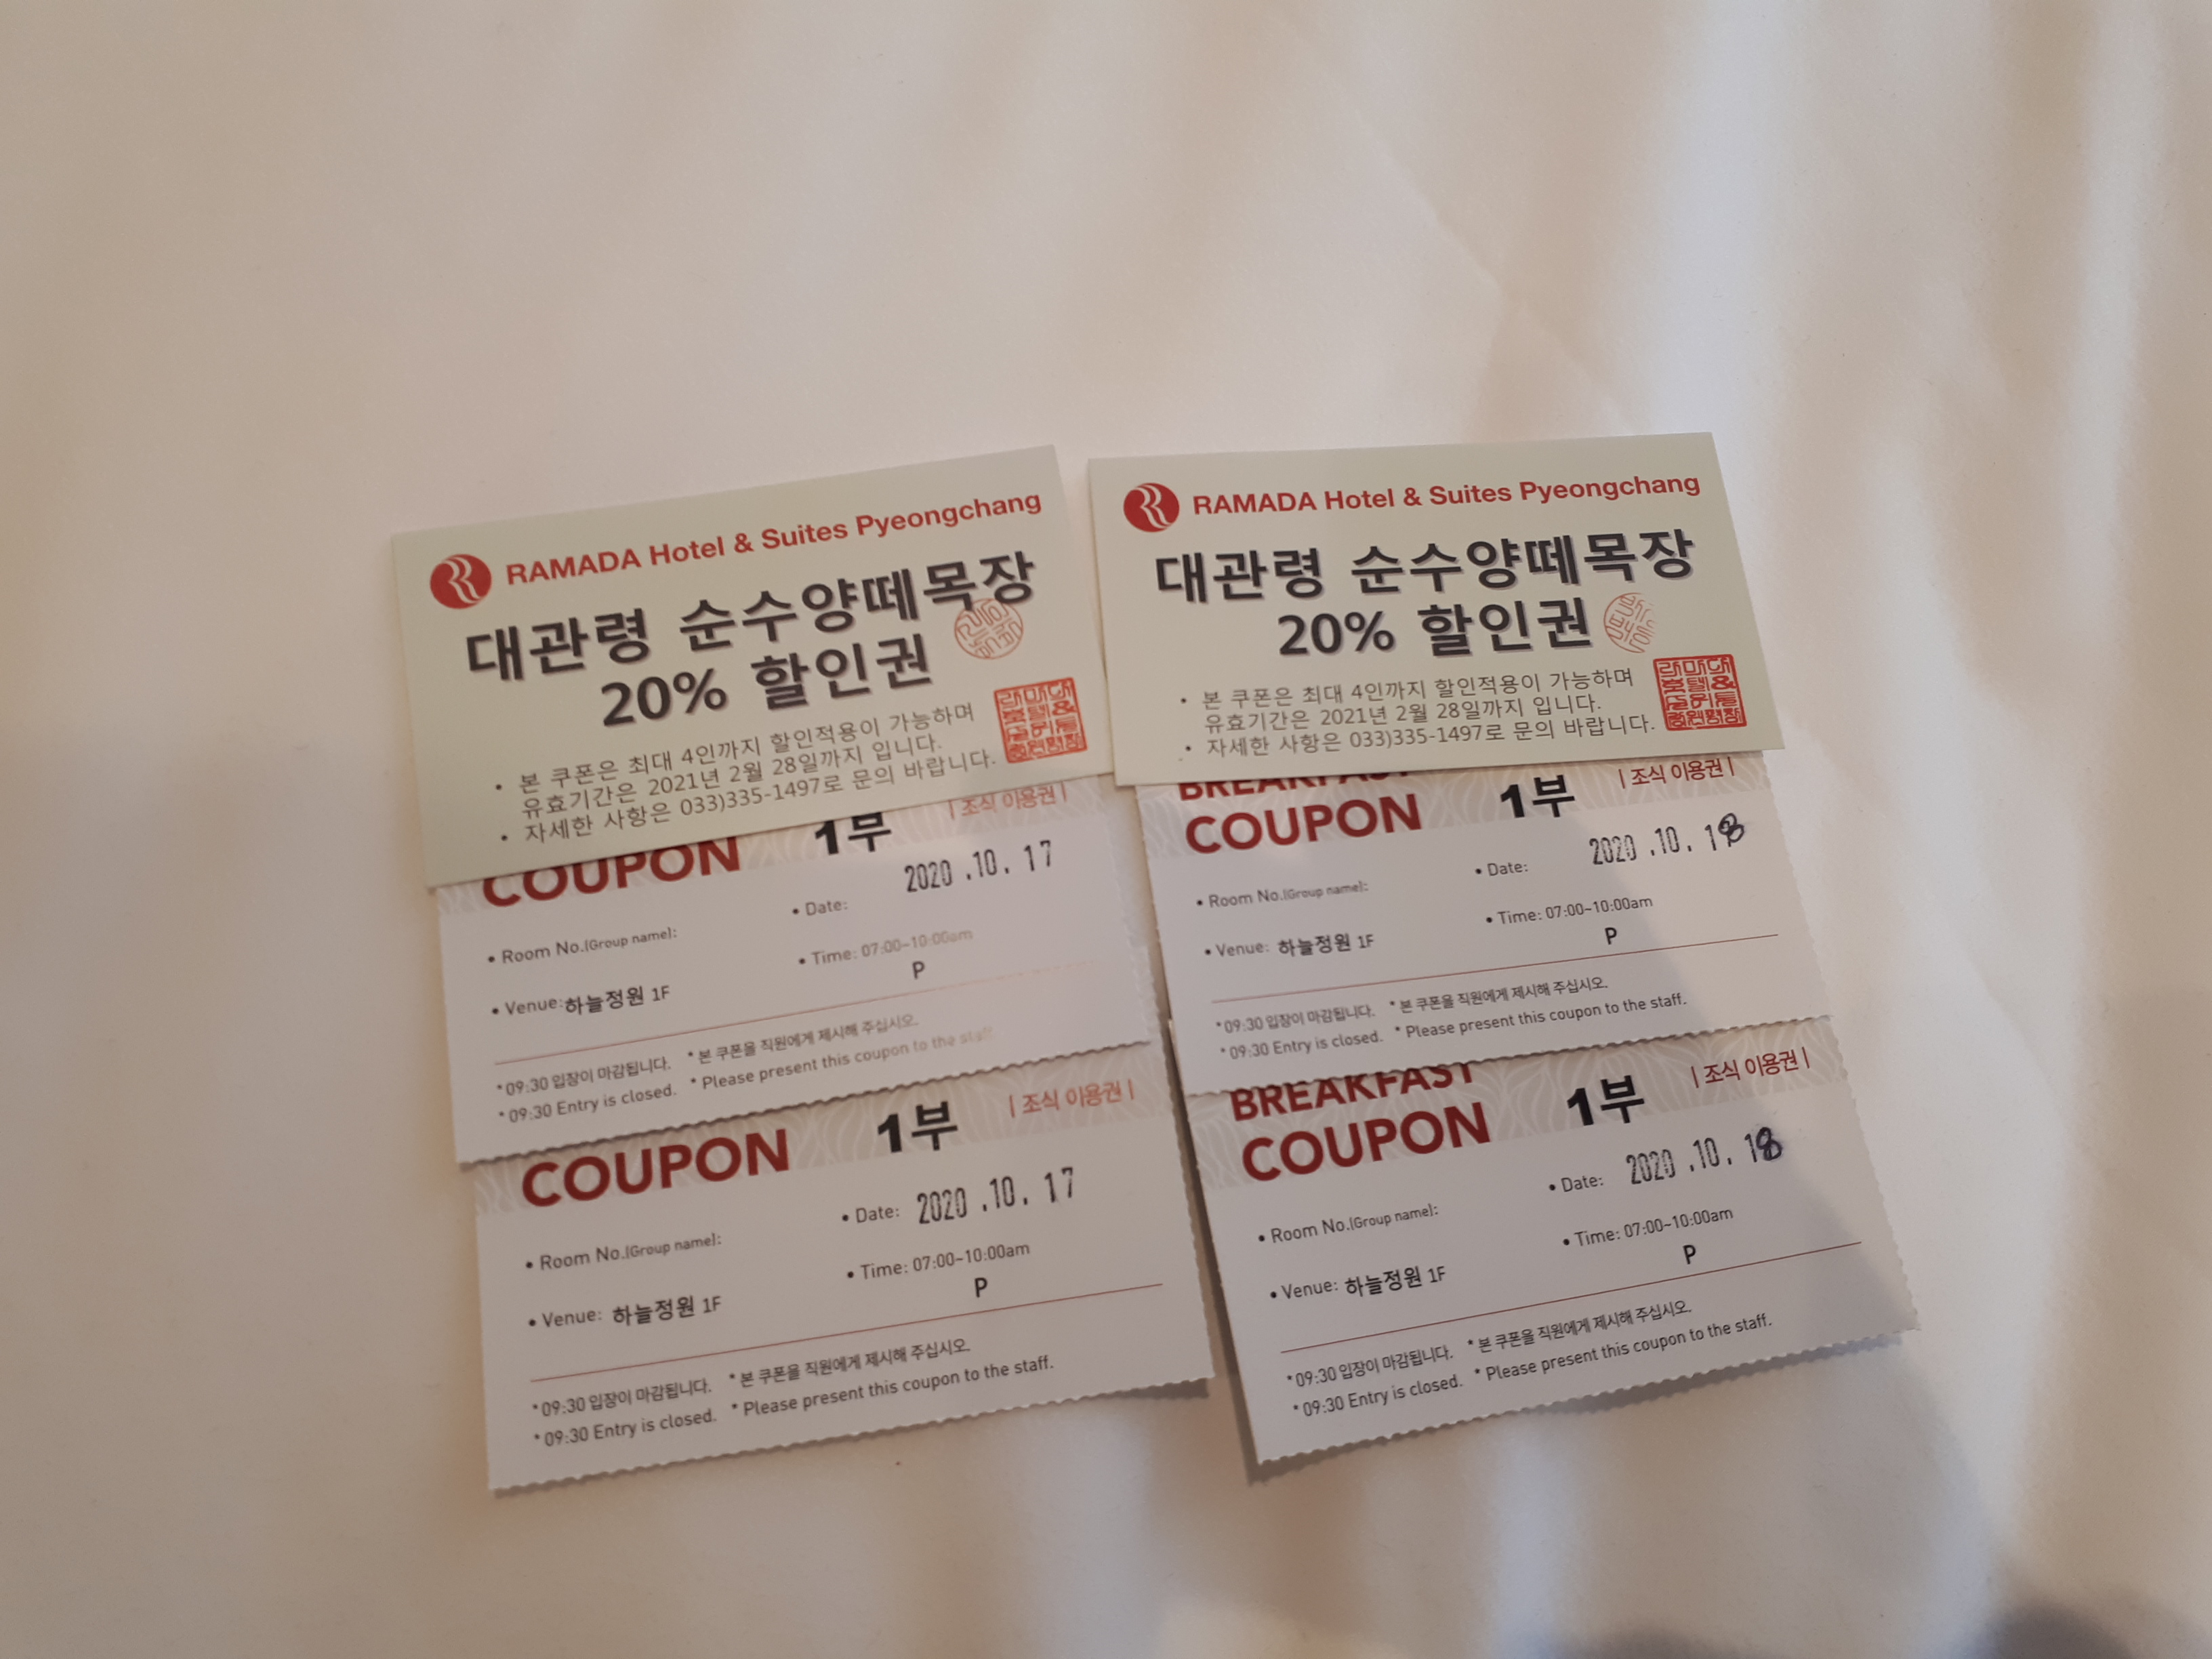 RAMADA Hotel & Suites Pyeongchang
대관령 순수양떼목장
20% 할인권
• 본 쿠폰은 최대 4인까지 할인적용이 가능하며
유효기간은 2021년 2월 28일까지 입니다.
• 자세한 사항은 033)335-1497로 문의 바랍니다.
COUPON 1부 | 조식 이용권 |
• Date: 2020 .10. 17
• Room No.(Group name):
• Time: 07:00~10:00am
P
• Venue: 하늘정원 1F
* 09:30 입장이 마감됩니다. * 본 쿠폰을 직원에게 제시해 주십시오.
* 09:30 Entry is closed. * Please present this coupon to the staff.
COUPON 1부 | 조식 이용권 |
• Date: 2020 .10. 17
• Room No.(Group name):
• Time: 07:00~10:00am
P
• Venue: 하늘정원 1F
* 09:30 입장이 마감됩니다. * 본 쿠폰을 직원에게 제시해 주십시오.
* 09:30 Entry is closed. * Please present this coupon to the staff.
RAMADA Hotel & Suites Pyeongchang
대관령 순수양떼목장
20% 할인권
• 본 쿠폰은 최대 4인까지 할인적용이 가능하며
유효기간은 2021년 2월 28일까지 입니다.
• 자세한 사항은 033)335-1497로 문의 바랍니다.
BREAKFAST
COUPON 1부 | 조식 이용권 |
• Date: 2020 .10. 18
• Room No.(Group name):
• Time: 07:00~10:00am
P
• Venue: 하늘정원 1F
* 09:30 입장이 마감됩니다. * 본 쿠폰을 직원에게 제시해 주십시오.
* 09:30 Entry is closed. * Please present this coupon to the staff.
BREAKFAST
COUPON 1부 | 조식 이용권 |
• Date: 2020 .10. 18
• Room No.(Group name):
• Time: 07:00~10:00am
P
• Venue: 하늘정원 1F
* 09:30 입장이 마감됩니다. * 본 쿠폰을 직원에게 제시해 주십시오.
* 09:30 Entry is closed. * Please present this coupon to the staff.